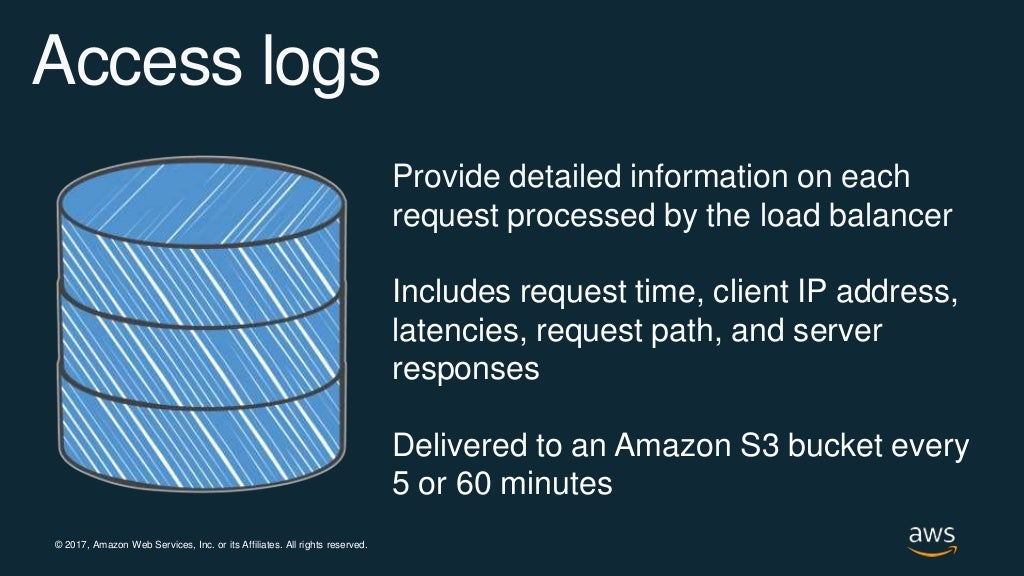 Access logs
Provide detailed information on each
request processed by the load balancer
Includes request time, client IP address,
latencies, request path, and server
responses
Delivered to an Amazon S3 bucket every
5 or 60 minutes
© 2017, Amazon Web Services, Inc. or its Affiliates. All rights reserved.
aws